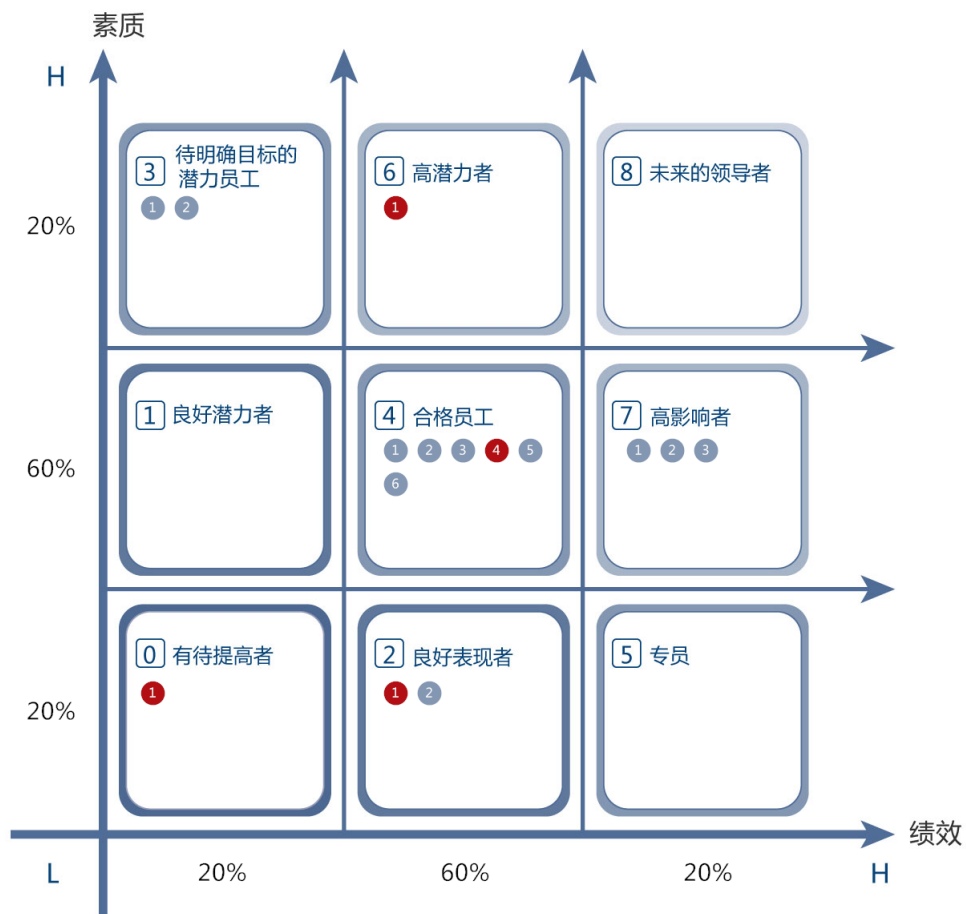 素质
H
3 待明确目标的
潜力员工
1 2
6 高潜力者
1
8 未来的领导者
20%
1 良好潜力者
4 合格员工
1 2 3 4 5
6
7 高影响者
1 2 3
60%
0 有待提高者
1
2 良好表现者
1 2
5 专员
20%
绩效
L 20% 60% 20% H